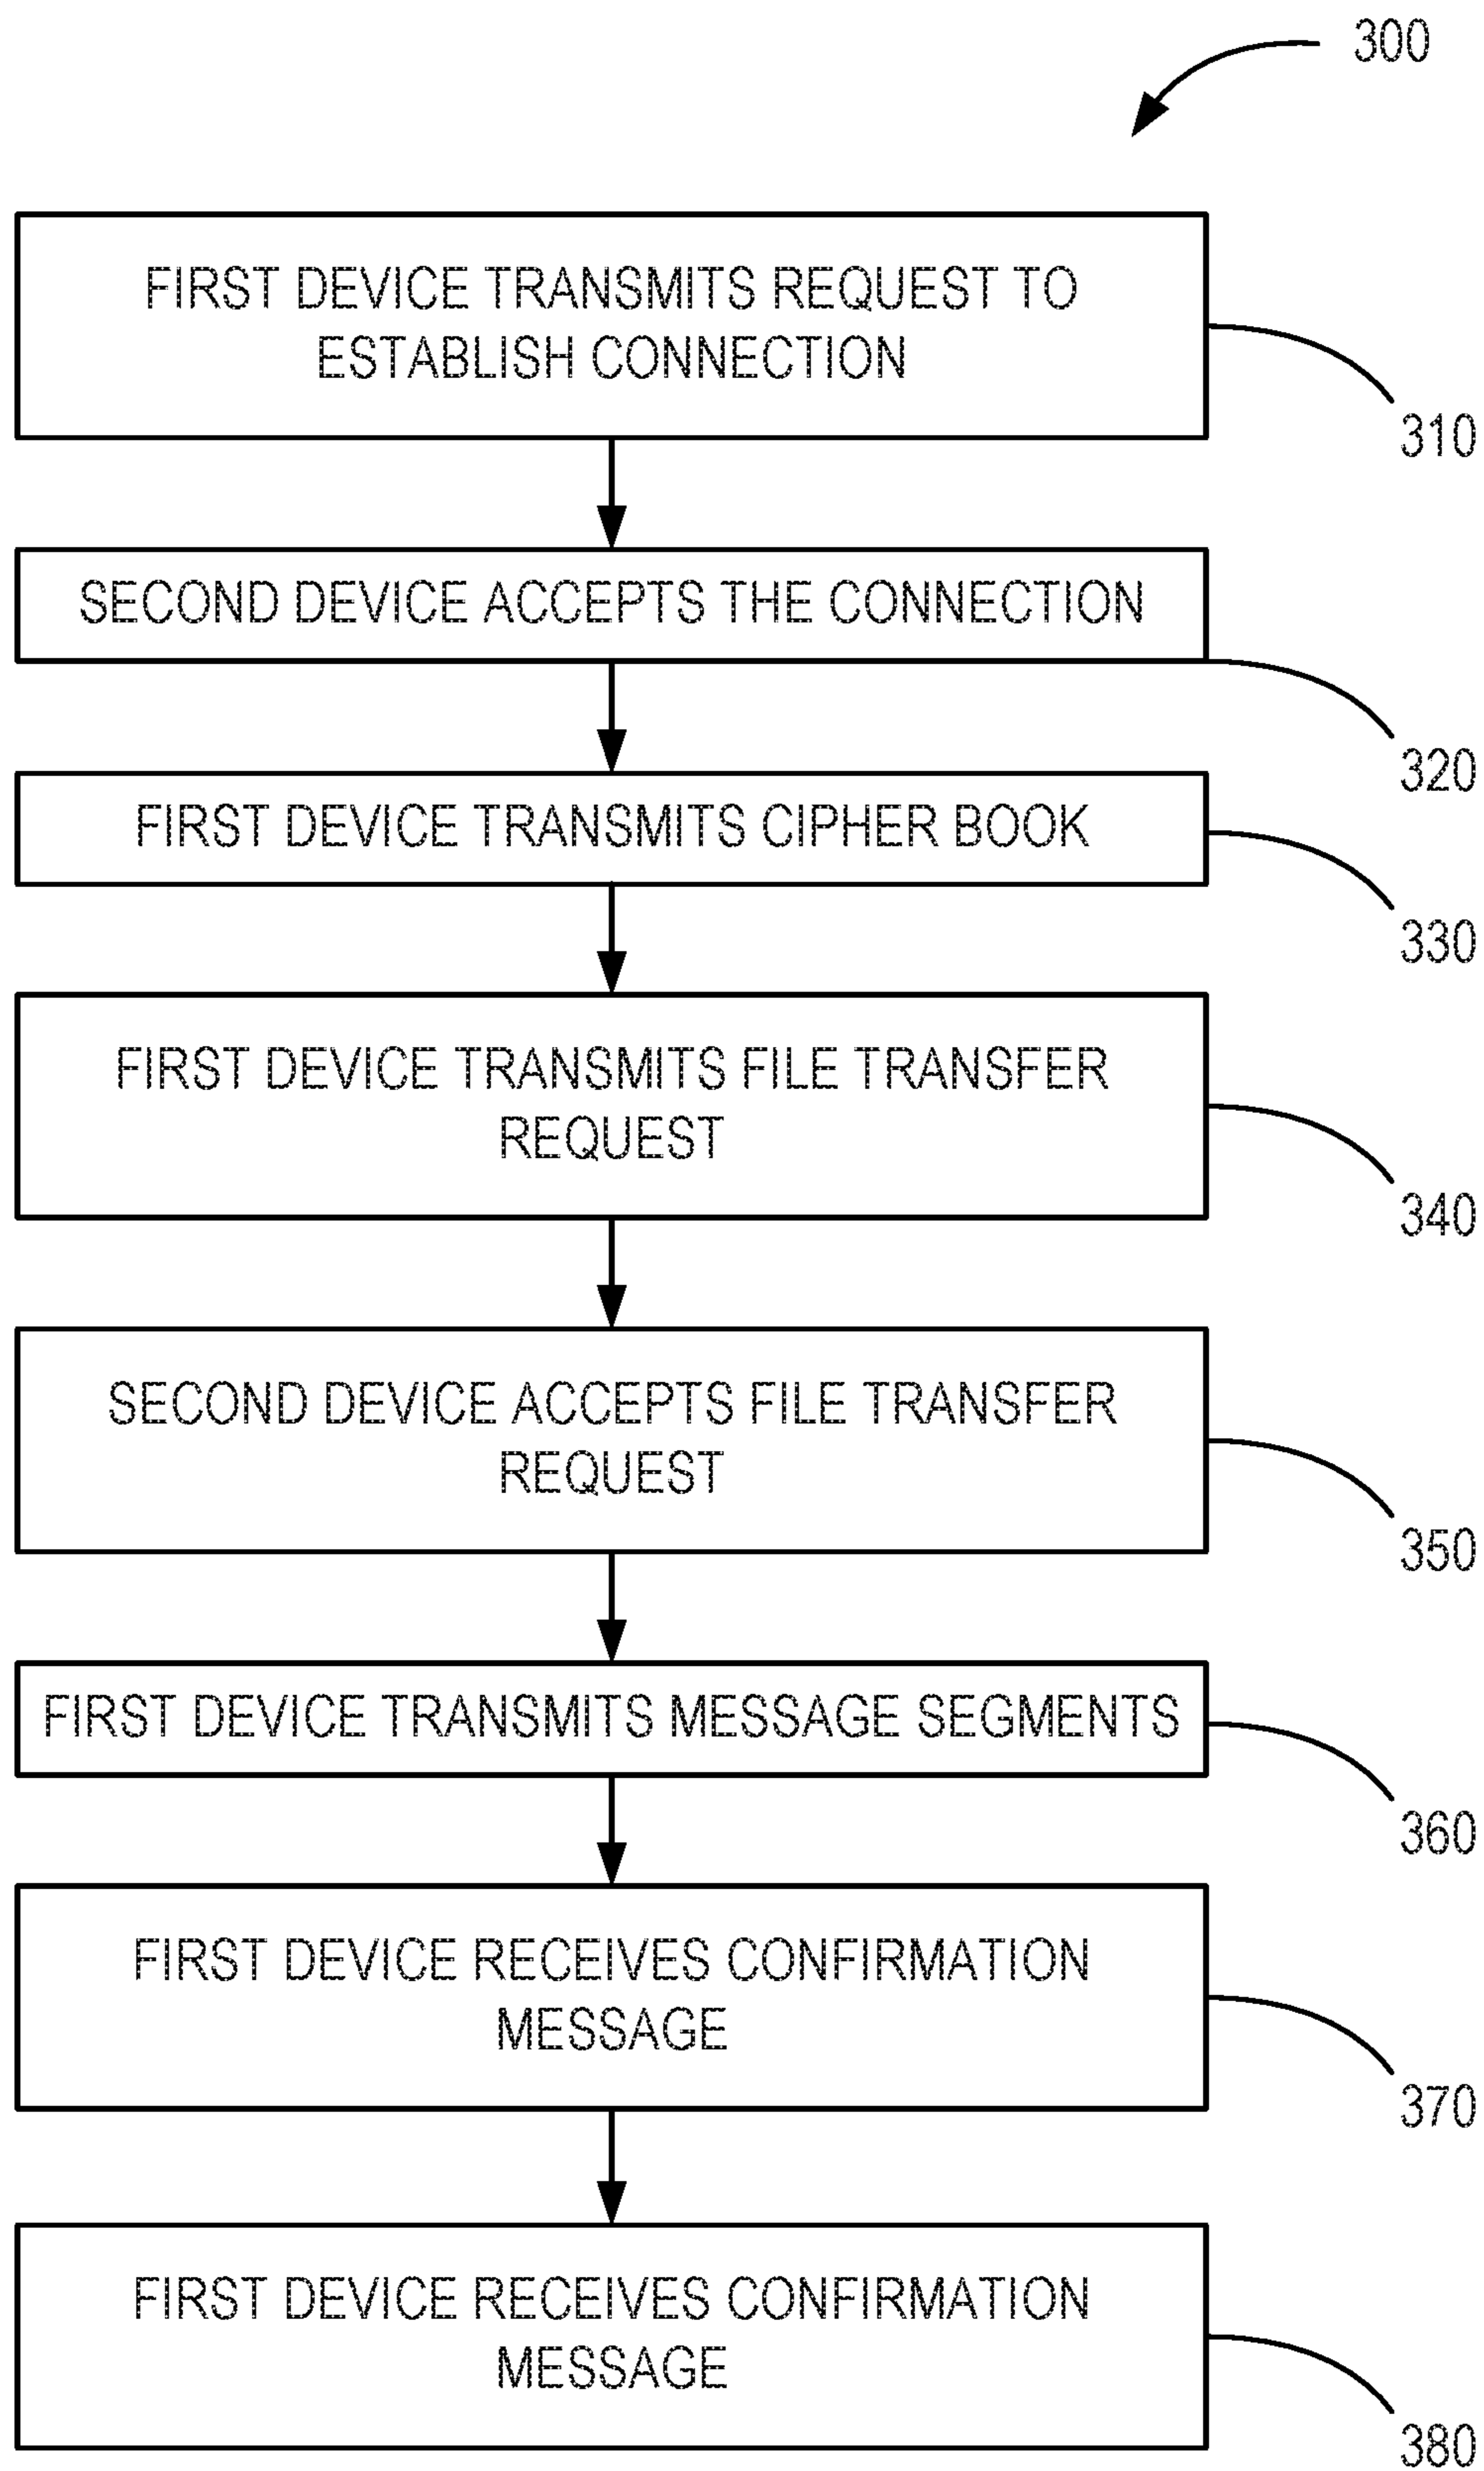 300
FIRST DEVICE TRANSMITS REQUEST TO
ESTABLISH CONNECTION
310
SECOND DEVICE ACCEPTS THE CONNECTION
320
FIRST DEVICE TRANSMITS CIPHER BOOK
330
FIRST DEVICE TRANSMITS FILE TRANSFER
REQUEST
340
SECOND DEVICE ACCEPTS FILE TRANSFER
REQUEST
350
FIRST DEVICE TRANSMITS MESSAGE SEGMENTS
360
FIRST DEVICE RECEIVES CONFIRMATION
MESSAGE
370
FIRST DEVICE RECEIVES CONFIRMATION
MESSAGE
380